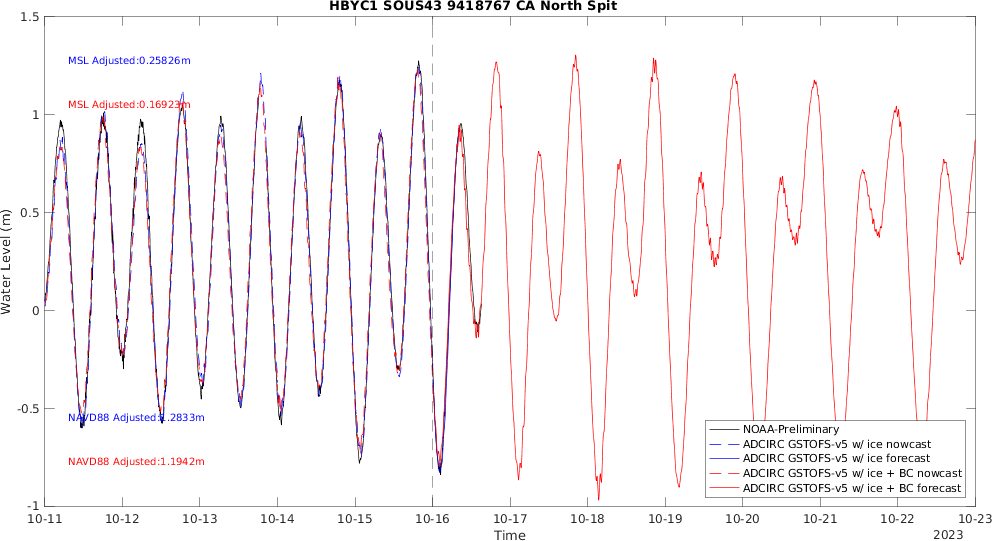 HBYC1 SOUS43 9418767 CA North Spit
1.5
1
0.5
0
-0.5
-1
Water Level (m)
MSL Adjusted:0.25826m
MSL Adjusted:0.16923m
NAVD88 Adjusted:1.2833m
NAVD88 Adjusted:1.1942m
NOAA-Preliminary
ADCIRC GSTOFS-v5 w/ ice nowcast
ADCIRC GSTOFS-v5 w/ ice forecast
ADCIRC GSTOFS-v5 w/ice + BC nowcast
ADCIRC GSTOFS-v5 w/ice + BC forecast
10-11 10-12 10-13 10-14 10-15 10-16 10-17 10-18 10-19 10-20 10-21 10-22 10-23
Time
2023